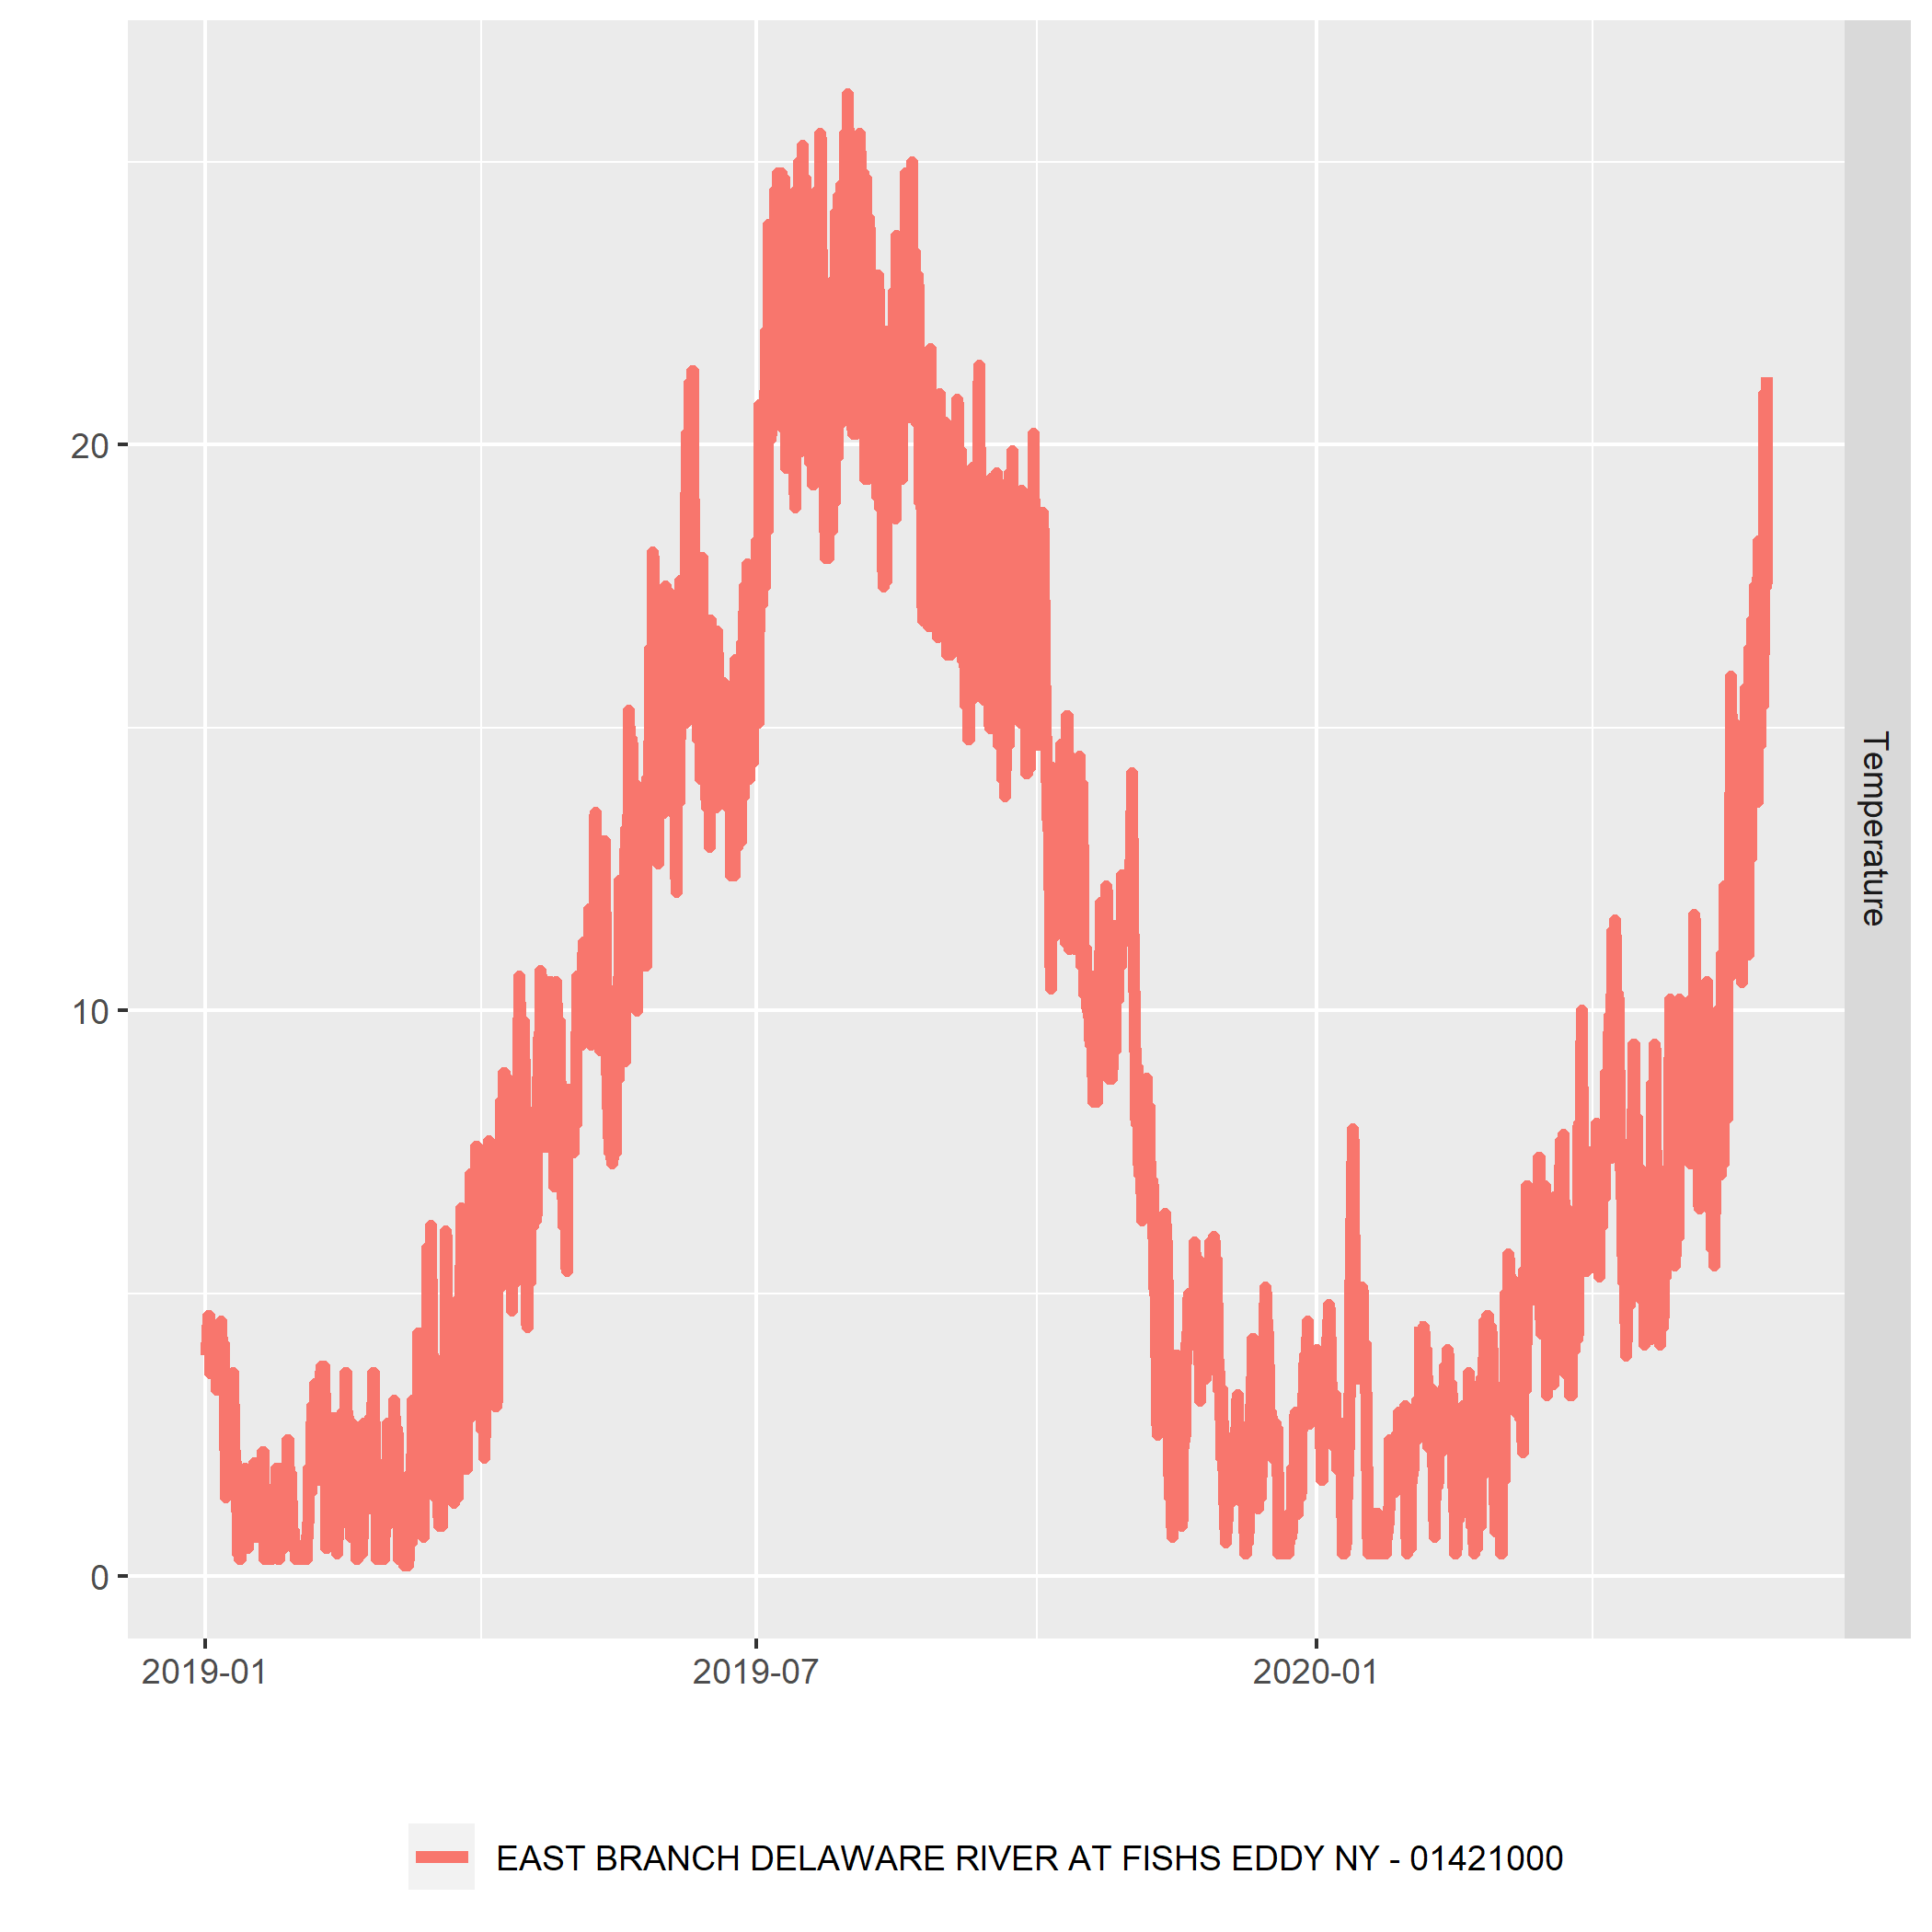 20
10
0
Temperature
2019-01 2019-07 2020-01
EAST BRANCH DELAWARE RIVER AT FISHS EDDY NY - 01421000